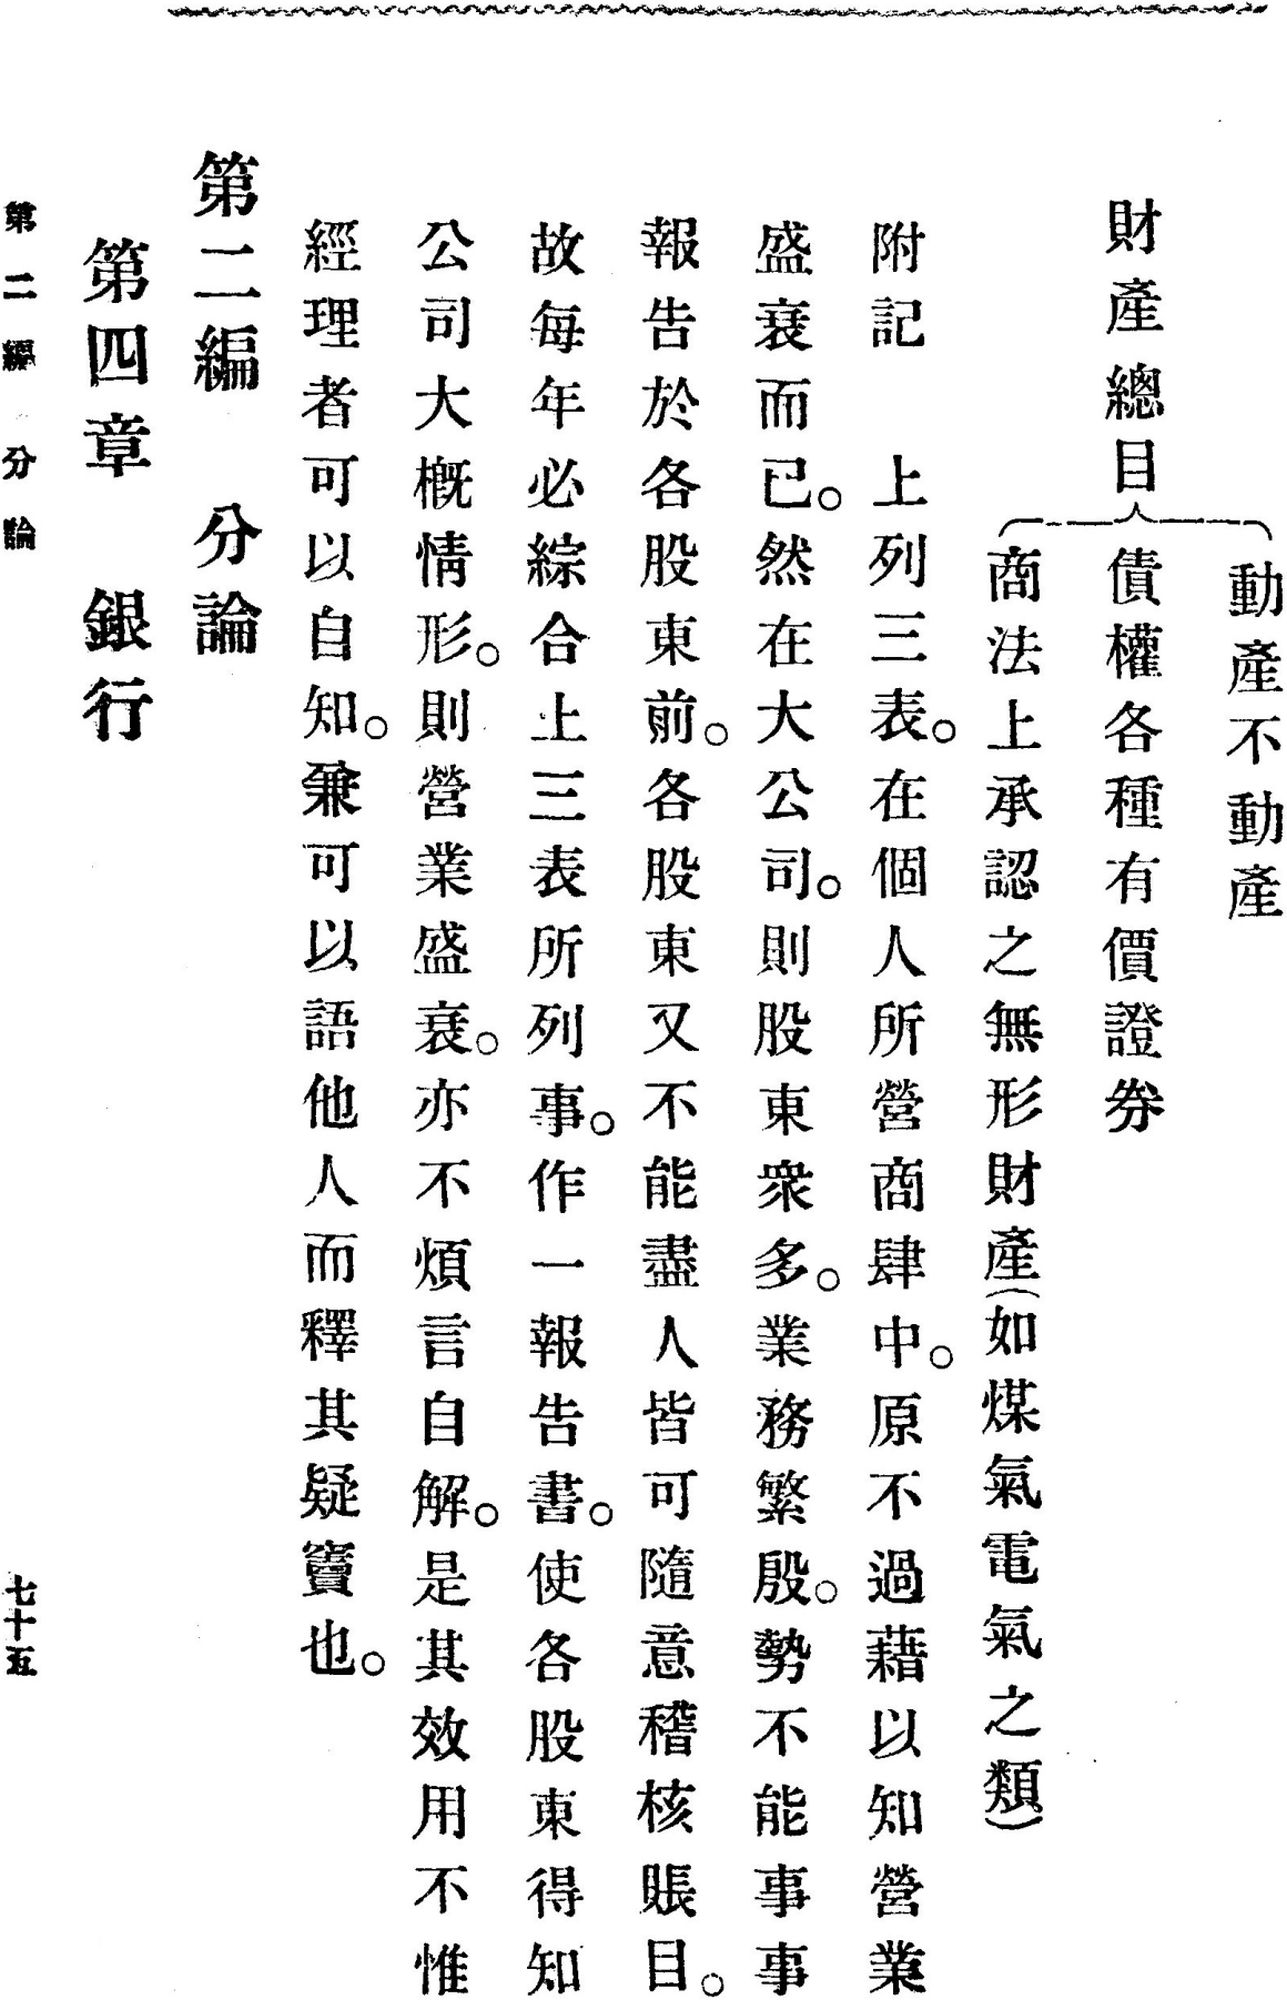 動產不動產
財產總目
債權各種有價證券
商法上承認之無形財產(如煤氣電氣之類)
附記　上列三表。在個人所營商肆中。原不過藉以知營業
盛衰而已。然在大公司。則股東衆多。業務繁殷。勢不能事事
報告於各股東前。各股東又不能盡人皆可隨意稽核賬目。
故每年必綜合上三表所列事。作一報告書。使各股東得知
公司大概情形。則營業盛衰。亦不煩言自解。是其效用不惟
經理者可以自知。兼可以語他人而釋其疑竇也。
第二編　分論
第四章　銀行
第二編　分論
七十五